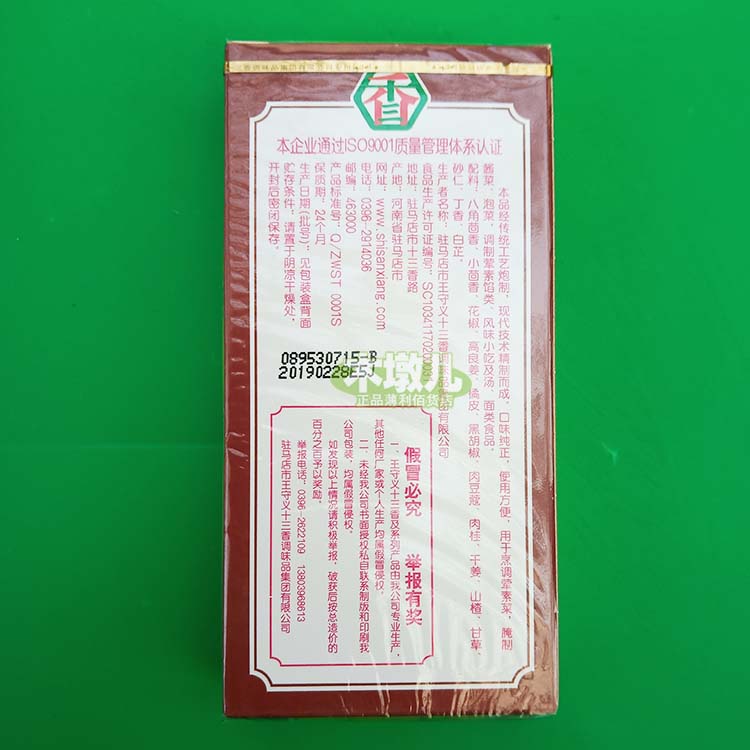 香
十三
本企业通过ISO9001质量管理体系认证
本品经传统工艺炮制，现代技术精制而成。口味纯正，使用方便，用于烹调荤素菜，腌制
酱菜，泡菜，调制荤素馅类、风味小吃及汤、面类食品。
配料：八角茴香、小茴香、花椒、高良姜、橘皮、黑胡椒、肉豆蔻、肉桂、干姜、山楂、甘草、
砂仁、丁香、白芷。
生产者名称：驻马店市王守义十三香调味品集团有限公司
食品生产许可证编号：SC10341170200003
地址：驻马店市十三香路
产地：河南省驻马店市
网址：www.shisanxiang.com
电话：0396-2914036
邮编：463000
产品标准号：Q/ZWST 0001S
保质期：24个月
生产日期(批号)：见包装盒背面
贮存条件：请置于阴凉干燥处，
开封后密闭保存。
089530715-B
20190228E5J
木墩儿
正品薄利佰货店
假冒必究 举报有奖
一、王守义十三香及系列产品由我公司专业生产，
其他任何厂家或个人生产均属假冒侵权。
二、未经我公司书面授权私自联系制版和印刷我
公司包装，均属假冒侵权。
如发现以上情况请积极举报，破获后按总造价的
百分之百予以奖励。
举报电话：0396-2622109 13803968613
驻马店市王守义十三香调味品集团有限公司